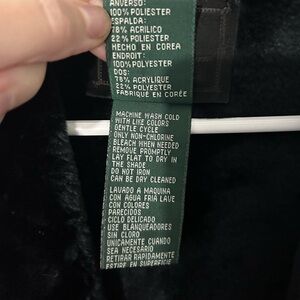 ANVERSO:
100% POLIESTER
ESPALDA:
78% ACRILICO
22% POLIESTER
HECHO EN COREA
ENDROIT:
100% POLYESTER
DOS:
78% ACRYLIQUE
22% POLYESTER
FABRIQUÉ EN CORÉE
MACHINE WASH COLD
WITH LIKE COLORS
GENTLE CYCLE
ONLY NON-CHLORINE
BLEACH WHEN NEEDED
REMOVE PROMPTLY
LAY FLAT TO DRY IN
THE SHADE
DO NOT IRON
CAN BE DRY CLEANED
LAVADO A MAQUINA
CON AGUA FRIA LAVE
CON COLORES
PARECIDOS
CICLO DELICADO
USE BLANQUEADORES
SIN CLORO
UNICAMENTE CUANDO
SEA NECESARIO
RETIRAR RAPIDAMENTE
ESTIRE EN SUPERFICIE